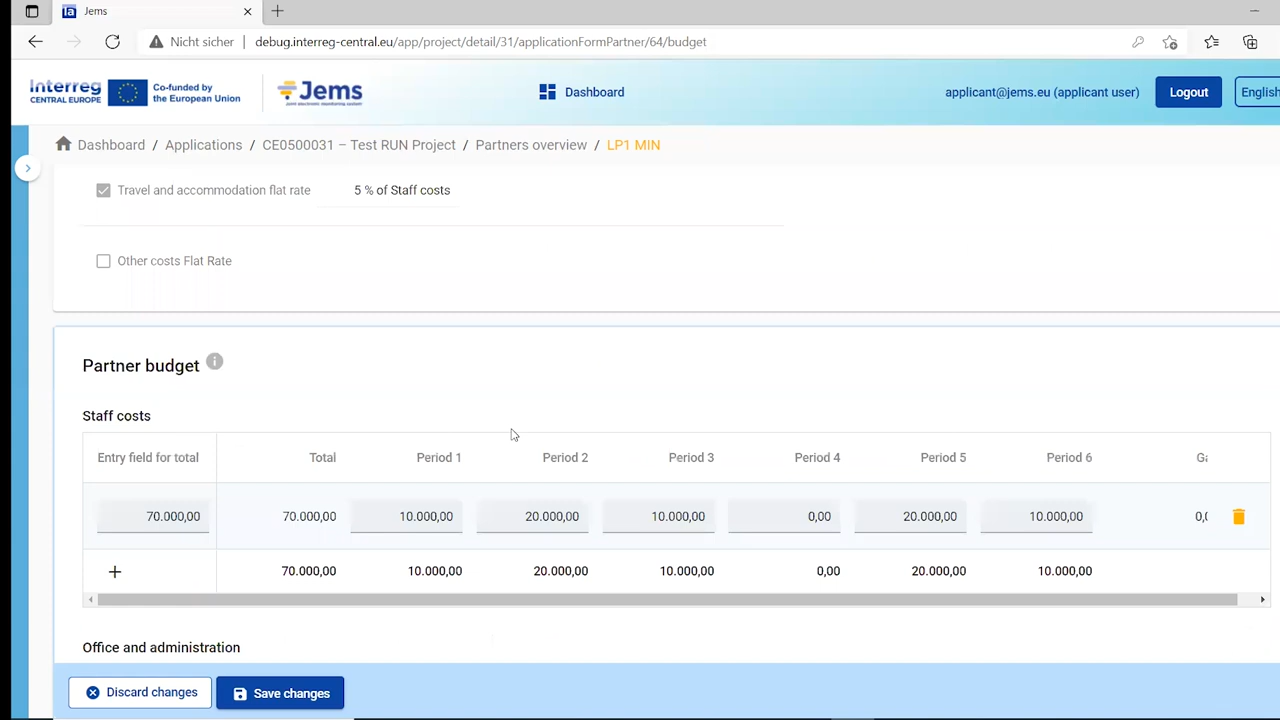 Jems
Nicht sicher debug.interreg-central.eu/app/project/detail/31/applicationFormPartner/64/budget
Interreg
CENTRAL EUROPE
Co-funded by
the European Union
Jems
Joint electronic monitoring system
Dashboard
applicant@jems.eu (applicant user)
Logout
English
Dashboard / Applications / CE0500031 – Test RUN Project / Partners overview / LP1 MIN
Travel and accommodation flat rate 5 % of Staff costs
Other costs Flat Rate
Partner budget
Staff costs
Entry field for total Total Period 1 Period 2 Period 3 Period 4 Period 5 Period 6
70.000,00 70.000,00 10.000,00 20.000,00 10.000,00 0,00 20.000,00 10.000,00
+ 70.000,00 10.000,00 20.000,00 10.000,00 0,00 20.000,00 10.000,00
Office and administration
Discard changes Save changes